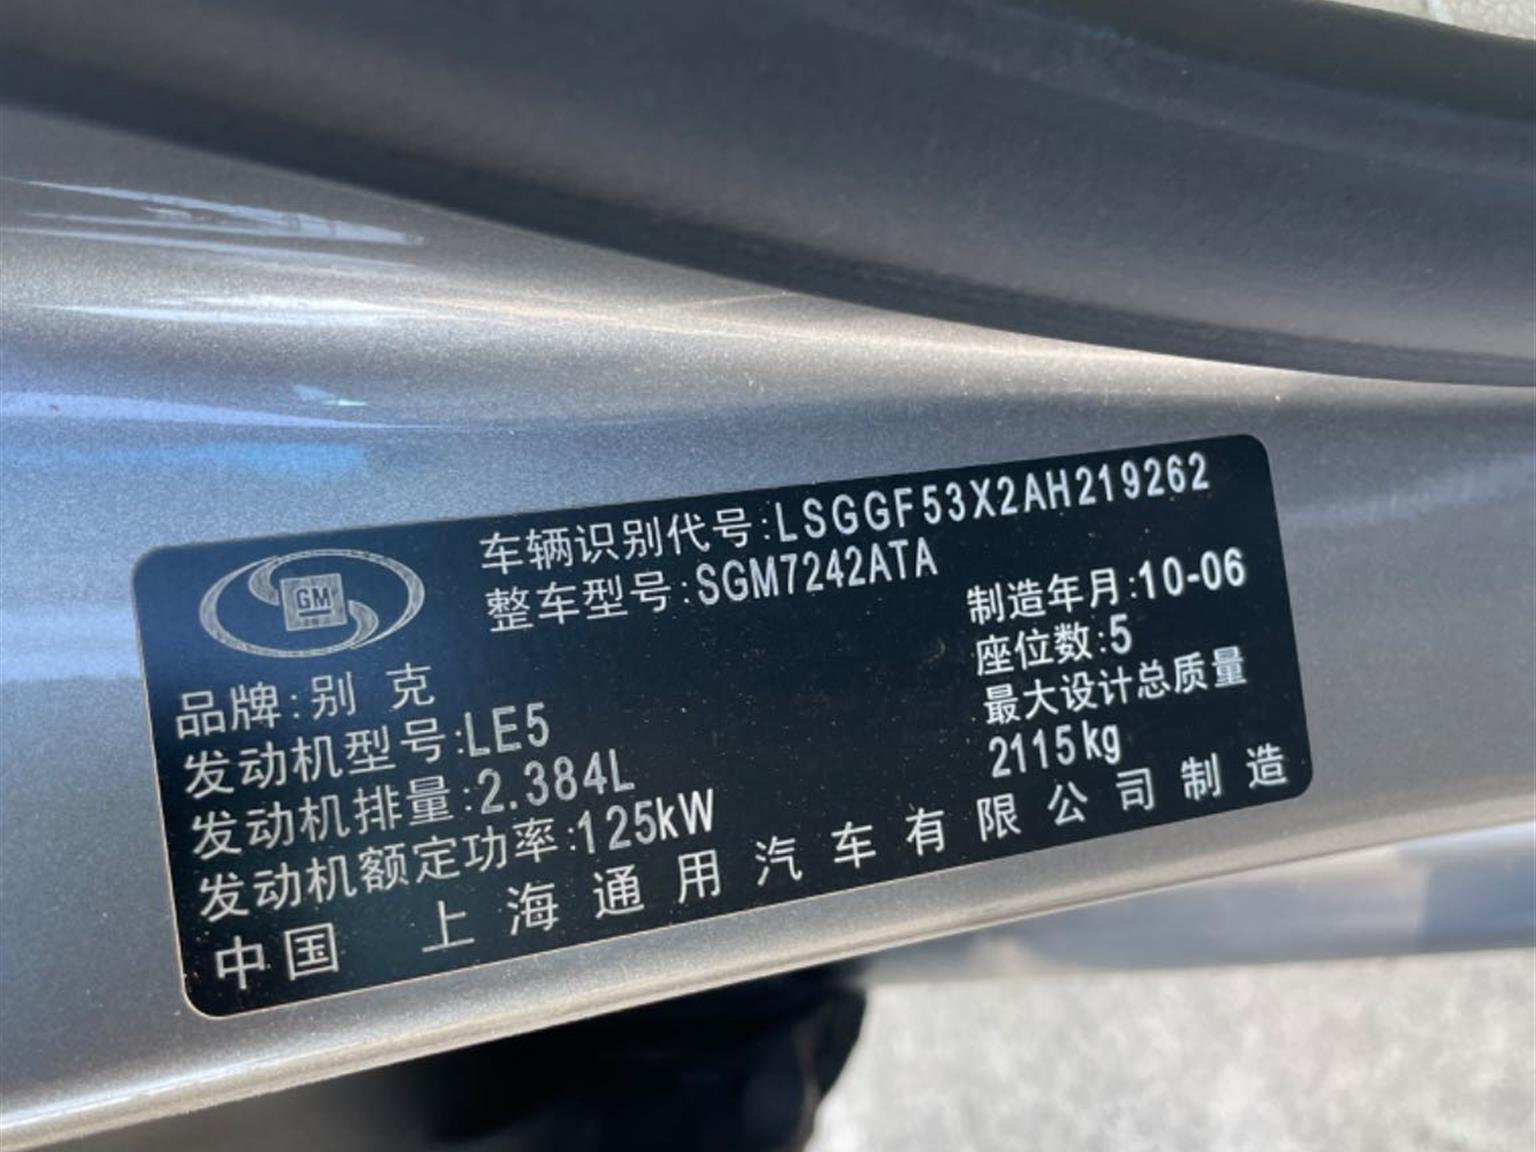 GM
车辆识别代号:LSGGF53X2AH219262
整车型号:SGM7242ATA
制造年月:10-06
品牌:别 克
座位数:5
发动机型号:LE5
最大设计总质量
发动机排量:2.384L
2115kg
发动机额定功率:125kW
中国 上海通用汽车有限公司制造